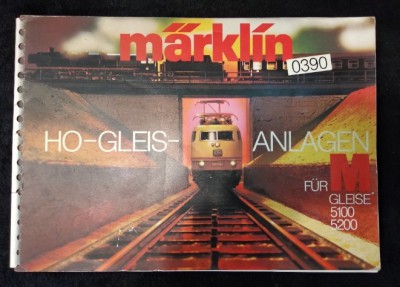 märklin
0390
HO-GLEIS-ANLAGEN
FÜR M
GLEISE*
5100
5200